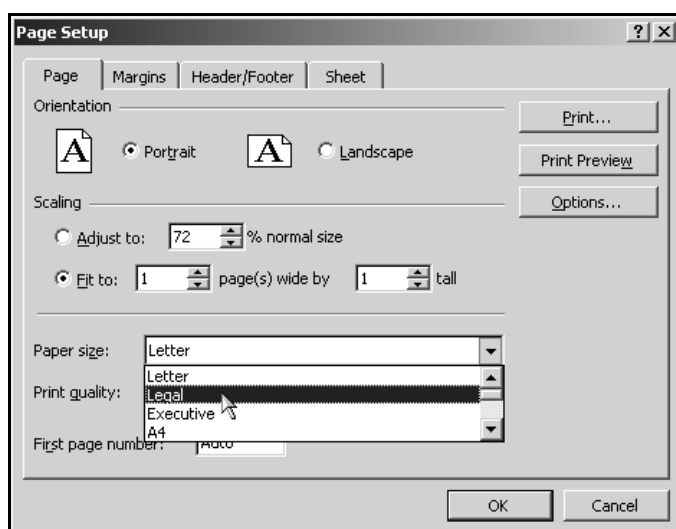 Page Setup
Page Margins Header/Footer Sheet
Orientation
Print...
A Portrait A Landscape
Print Preview
Scaling
Options...
Adjust to: 72 % normal size
Fit to: 1 page(s) wide by 1 tall
Paper size: Letter
Letter
Print quality: Legal
Executive
A4
First page number: Auto
OK Cancel